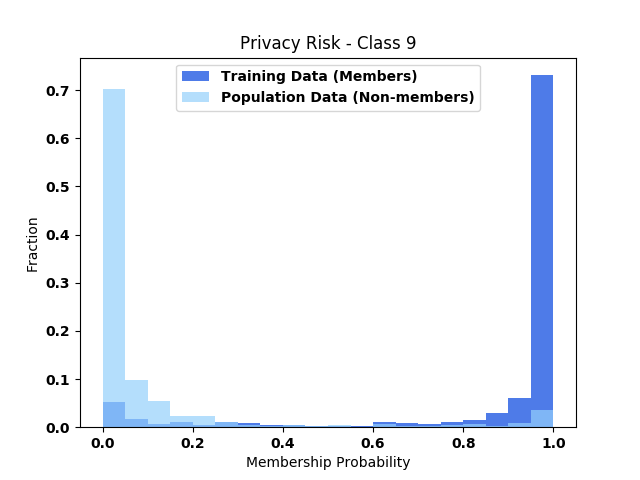 Privacy Risk - Class 9
Training Data (Members)
Population Data (Non-members)
Fraction
0.7
0.6
0.5
0.4
0.3
0.2
0.1
0.0
0.0 0.2 0.4 0.6 0.8 1.0
Membership Probability